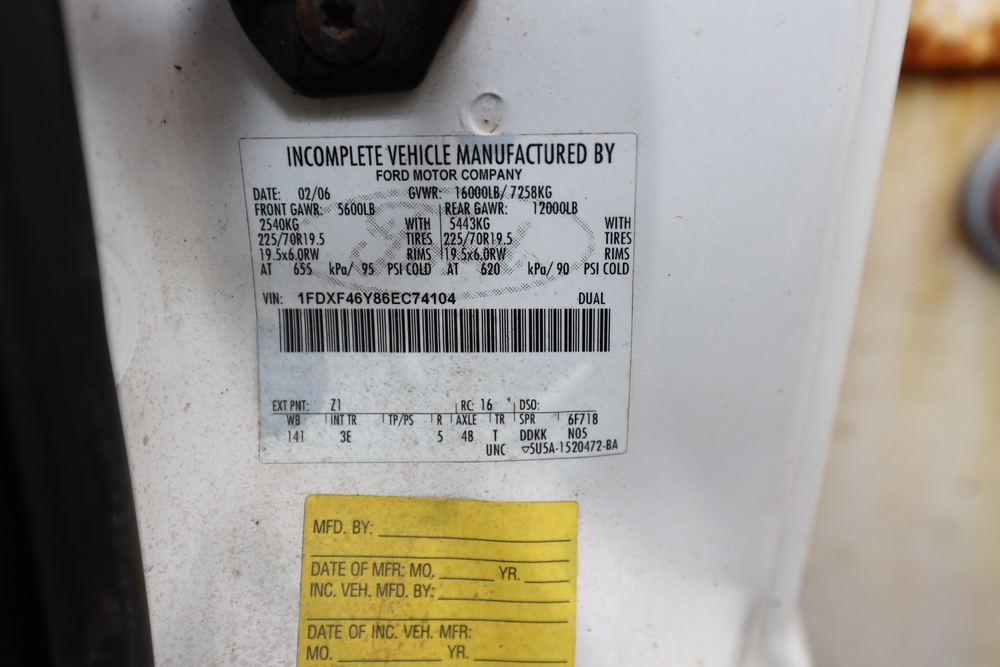 INCOMPLETE VEHICLE MANUFACTURED BY
FORD MOTOR COMPANY
DATE: 02/06 GVWR: 16000LB/ 7258KG
FRONT GAWR: 5600LB REAR GAWR: 12000LB
2540KG WITH 5443KG WITH
225/70R19.5 TIRES 225/70R19.5 TIRES
19.5x6.0RW RIMS 19.5x6.0RW RIMS
AT 655 kPa/ 95 PSI COLD AT 620 kPa/ 90 PSI COLD
VIN: 1FDXF46Y86EC74104 DUAL
EXT PNT: Z1 RC: 16 DSO:
WB INT TR TP/PS R AXLE TR SPR 6F718
141 3E 5 48 T DDKK N05
UNC ▽5U5A-1520472-BA
MFD. BY:
DATE OF MFR: MO. YR.
INC. VEH. MFD. BY:
DATE OF INC. VEH. MFR:
MO. YR.